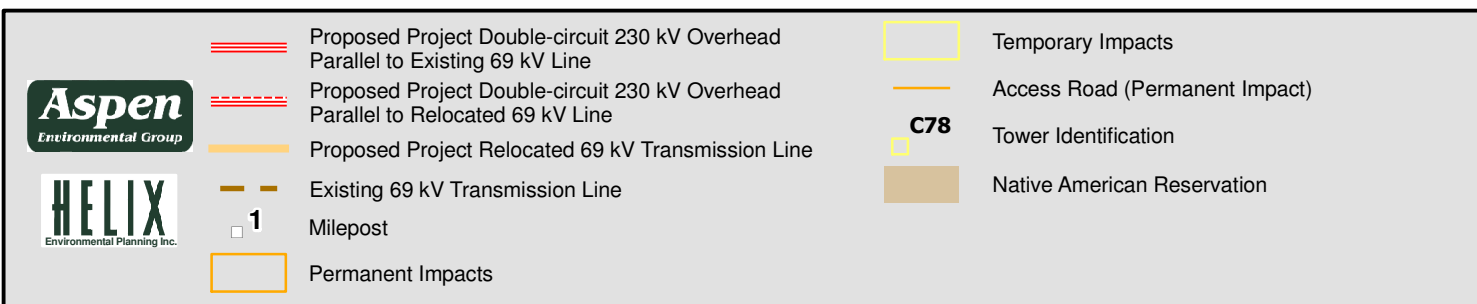 Aspen
Environmental Group
HELIX
Environmental Planning Inc.
Proposed Project Double-circuit 230 kV Overhead
Parallel to Existing 69 kV Line
Proposed Project Double-circuit 230 kV Overhead
Parallel to Relocated 69 kV Line
Proposed Project Relocated 69 kV Transmission Line
Existing 69 kV Transmission Line
1
Milepost
Permanent Impacts
Temporary Impacts
Access Road (Permanent Impact)
C78
Tower Identification
Native American Reservation